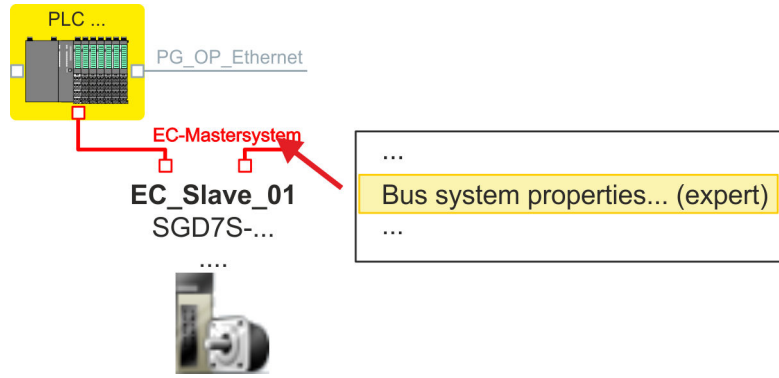 PLC ...
PG_OP_Ethernet
EC-Mastersystem
EC_Slave_01
SGD7S-...
....
...
Bus system properties... (expert)
...